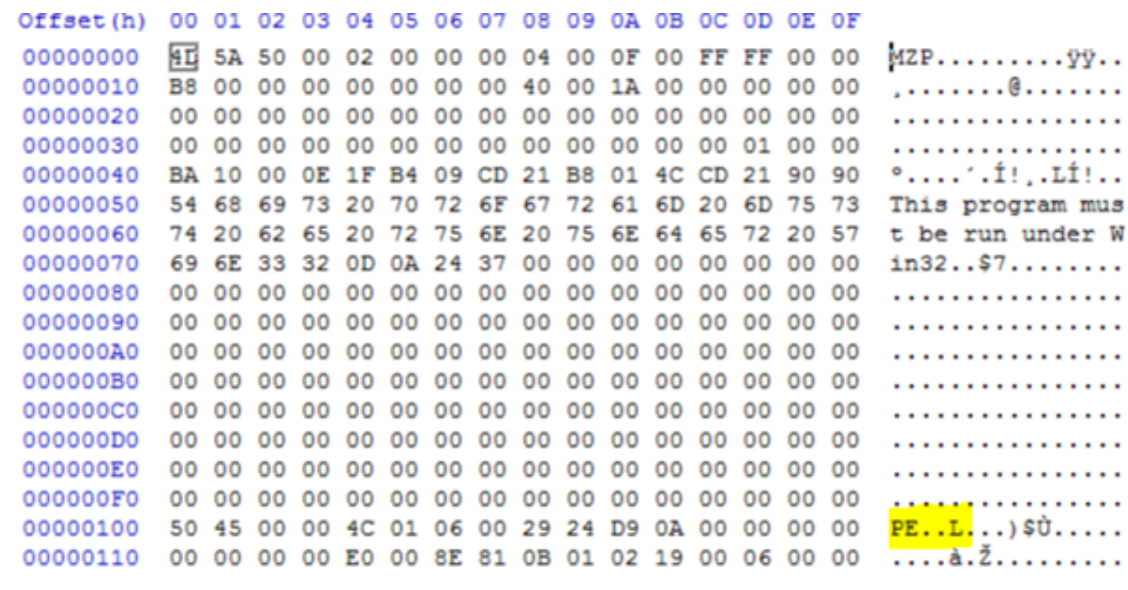 Offset(h) 00 01 02 03 04 05 06 07 08 09 0A 0B 0C 0D 0E 0F
00000000 4D 5A 50 00 02 00 00 00 04 00 0F 00 FF FF 00 00 MZP.........ÿÿ..
00000010 B8 00 00 00 00 00 00 00 40 00 1A 00 00 00 00 00 ¸.......@.......
00000020 00 00 00 00 00 00 00 00 00 00 00 00 00 00 00 00 ................
00000030 00 00 00 00 00 00 00 00 00 00 00 00 00 01 00 00 ................
00000040 BA 10 00 0E 1F B4 09 CD 21 B8 01 4C CD 21 90 90 º....´.Í!¸.LÍ!..
00000050 54 68 69 73 20 70 72 6F 67 72 61 6D 20 6D 75 73 This program mus
00000060 74 20 62 65 20 72 75 6E 20 75 6E 64 65 72 20 57 t be run under W
00000070 69 6E 33 32 0D 0A 24 37 00 00 00 00 00 00 00 00 in32..$7........
00000080 00 00 00 00 00 00 00 00 00 00 00 00 00 00 00 00 ................
00000090 00 00 00 00 00 00 00 00 00 00 00 00 00 00 00 00 ................
000000A0 00 00 00 00 00 00 00 00 00 00 00 00 00 00 00 00 ................
000000B0 00 00 00 00 00 00 00 00 00 00 00 00 00 00 00 00 ................
000000C0 00 00 00 00 00 00 00 00 00 00 00 00 00 00 00 00 ................
000000D0 00 00 00 00 00 00 00 00 00 00 00 00 00 00 00 00 ................
000000E0 00 00 00 00 00 00 00 00 00 00 00 00 00 00 00 00 ................
000000F0 00 00 00 00 00 00 00 00 00 00 00 00 00 00 00 00 ................
00000100 50 45 00 00 4C 01 06 00 29 24 D9 0A 00 00 00 00 PE..L...)$Ù.....
00000110 00 00 00 00 E0 00 8E 81 0B 01 02 19 00 06 00 00 ....à.Ž.........